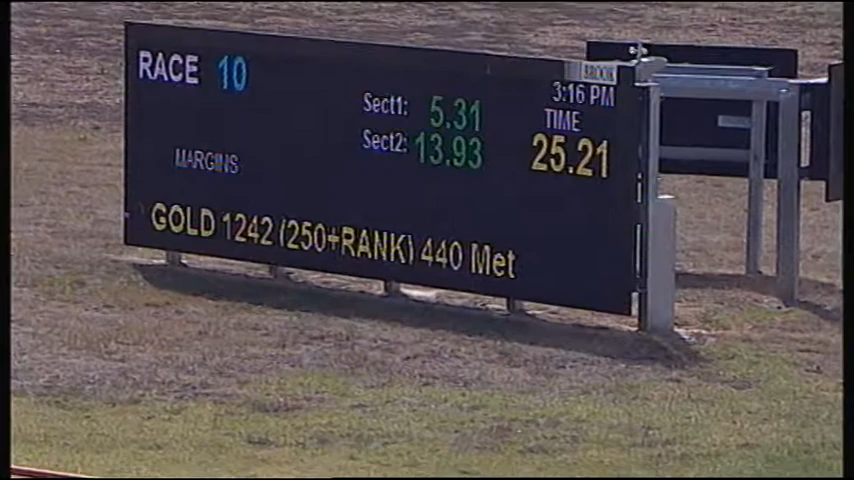 BROOK
RACE 10
3:16 PM
Sect1: 5.31
TIME
Sect2: 13.93
25.21
MARGINS
GOLD 1242 (250+RANK) 440 Met